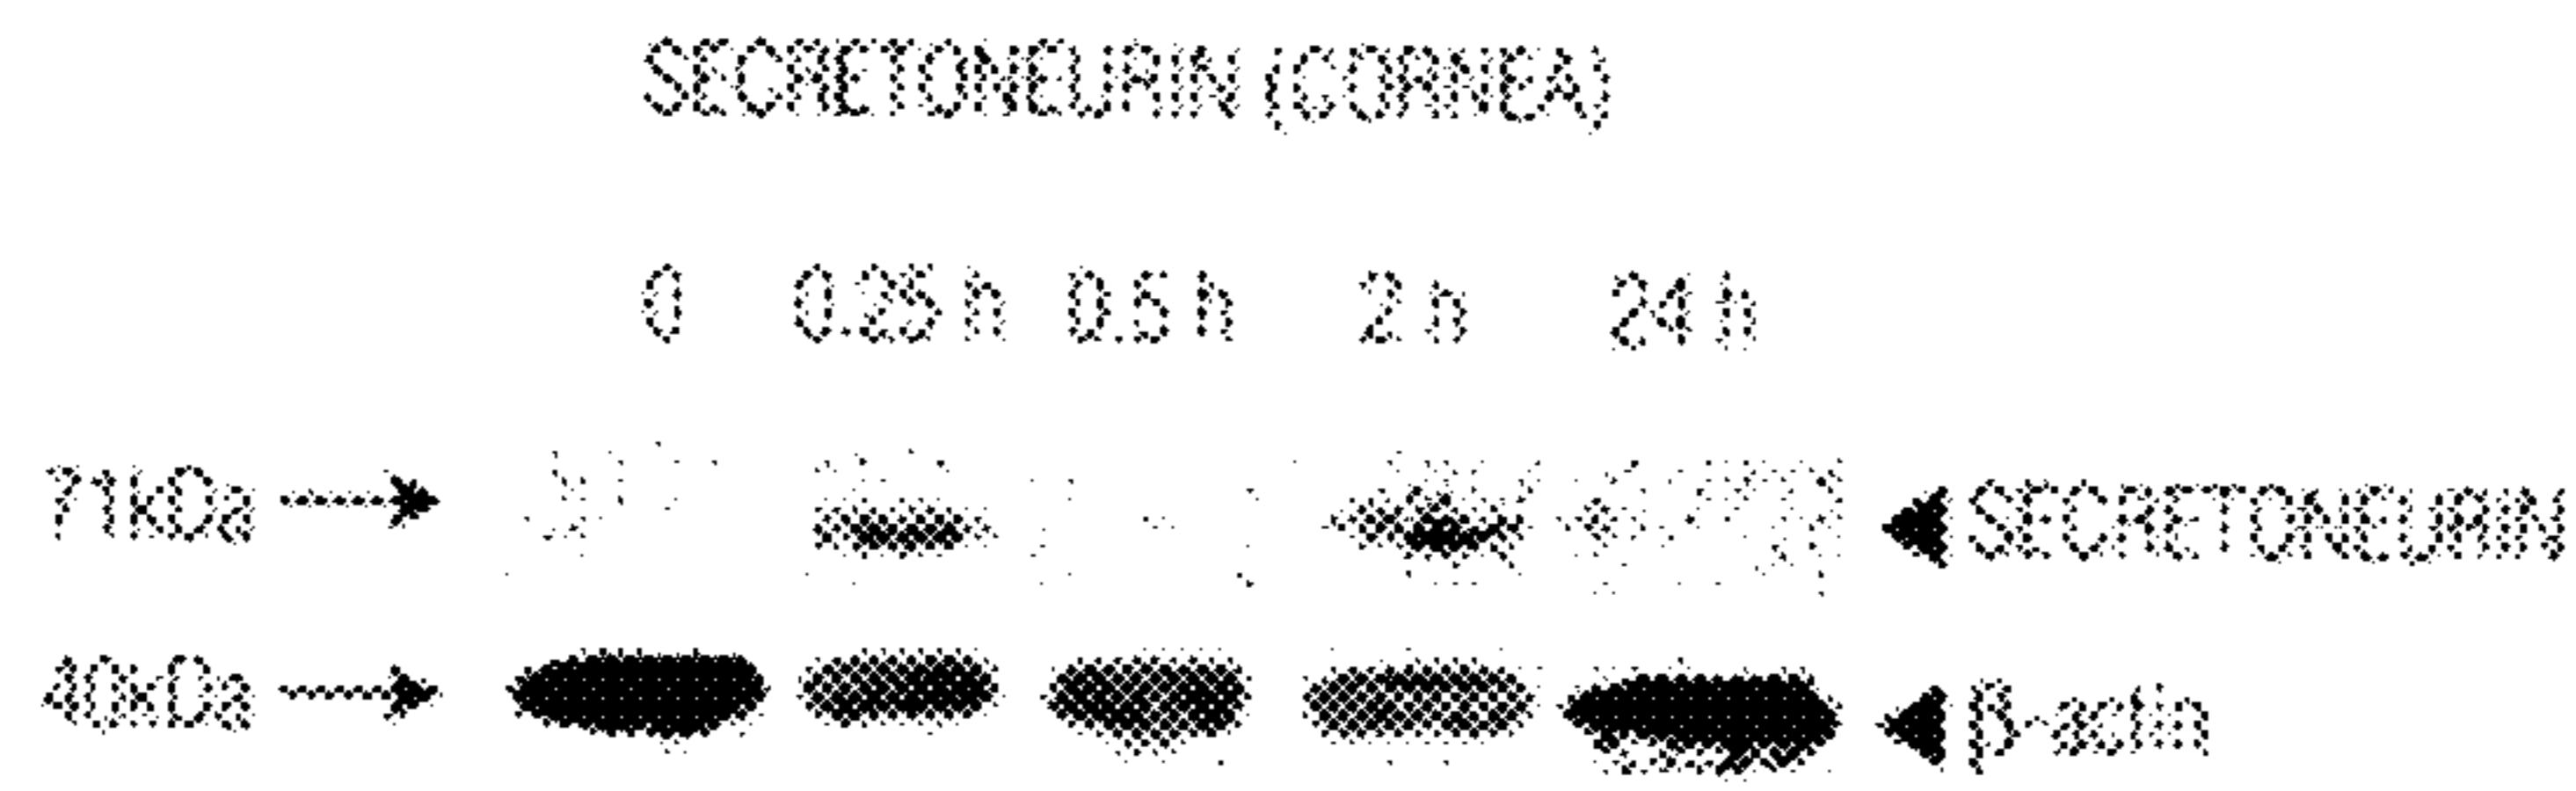 SECRETONEURIN (CORNEA)
0 0.25 h 0.5 h 2 h 24 h
71kDa SECRETONEURIN
40kDa β-actin